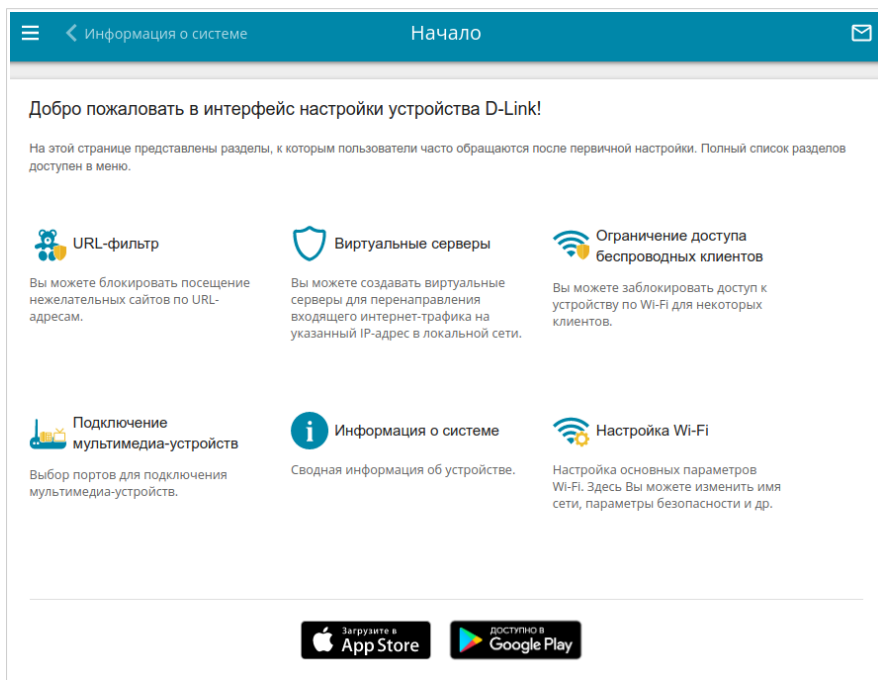 Информация о системе
Начало
Добро пожаловать в интерфейс настройки устройства D-Link!
На этой странице представлены разделы, к которым пользователи часто обращаются после первичной настройки. Полный список разделов
доступен в меню.
URL-фильтр
Вы можете блокировать посещение
нежелательных сайтов по URL-
адресам.
Виртуальные серверы
Вы можете создавать виртуальные
серверы для перенаправления
входящего интернет-трафика на
указанный IP-адрес в локальной сети.
Ограничение доступа
беспроводных клиентов
Вы можете заблокировать доступ к
устройству по Wi-Fi для некоторых
клиентов.
Подключение
мультимедиа-устройств
Выбор портов для подключения
мультимедиа-устройств.
Информация о системе
Сводная информация об устройстве.
Настройка Wi-Fi
Настройка основных параметров
Wi-Fi. Здесь Вы можете изменить имя
сети, параметры безопасности и др.
Загрузите в
App Store
ДОСТУПНО В
Google Play